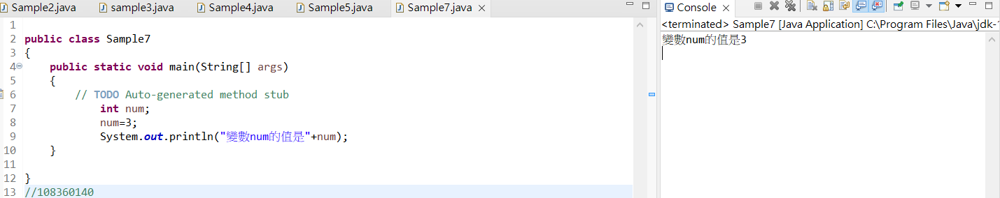 Sample2.java sample3.java Sample4.java Sample5.java Sample7.java
1
2 public class Sample7
3 {
4 public static void main(String[] args)
5 {
6 // TODO Auto-generated method stub
7 int num;
8 num=3;
9 System.out.println("變數num的值是"+num);
10 }
11
12 }
13 //108360140
Console
<terminated> Sample7 [Java Application] C:\Program Files\Java\jdk-
變數num的值是3